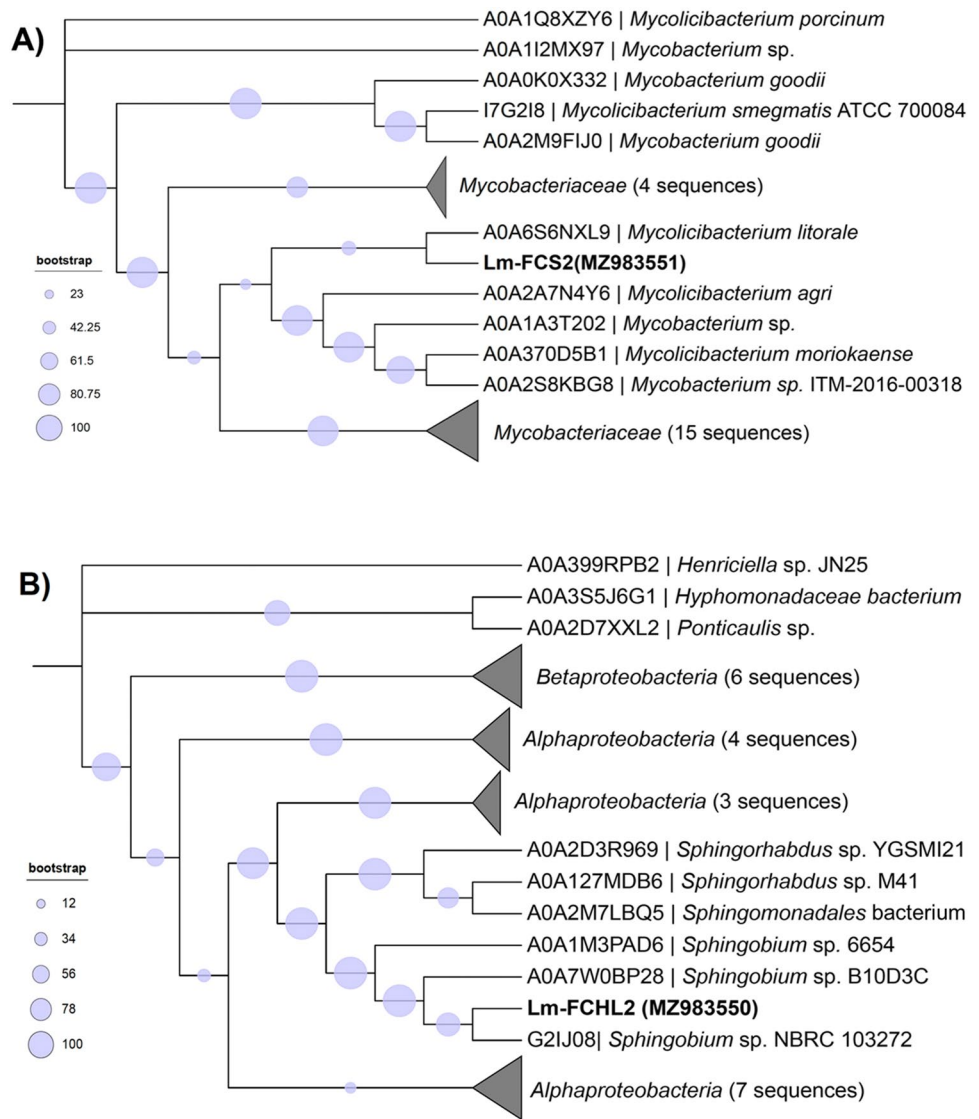 A)
A0A1Q8XZY6 | Mycolicibacterium porcinum
A0A1I2MX97 | Mycobacterium sp.
A0A0K0X332 | Mycobacterium goodii
I7G2I8 | Mycolicibacterium smegmatis ATCC 700084
A0A2M9FIJ0 | Mycobacterium goodii
Mycobacteriaceae (4 sequences)
A0A6S6NXL9 | Mycolicibacterium litorale
Lm-FCS2(MZ983551)
A0A2A7N4Y6 | Mycolicibacterium agri
A0A1A3T202 | Mycobacterium sp.
A0A370D5B1 | Mycolicibacterium moriokaense
A0A2S8KBG8 | Mycobacterium sp. ITM-2016-00318
Mycobacteriaceae (15 sequences)
bootstrap
23
42.25
61.5
80.75
100
B)
A0A399RPB2 | Henriciella sp. JN25
A0A3S5J6G1 | Hyphomonadaceae bacterium
A0A2D7XXL2 | Ponticaulis sp.
Betaproteobacteria (6 sequences)
Alphaproteobacteria (4 sequences)
Alphaproteobacteria (3 sequences)
A0A2D3R969 | Sphingorhabdus sp. YGSMI21
A0A127MDB6 | Sphingorhabdus sp. M41
A0A2M7LBQ5 | Sphingomonadales bacterium
A0A1M3PAD6 | Sphingobium sp. 6654
A0A7W0BP28 | Sphingobium sp. B10D3C
Lm-FCHL2 (MZ983550)
G2IJ08| Sphingobium sp. NBRC 103272
Alphaproteobacteria (7 sequences)
bootstrap
12
34
56
78
100